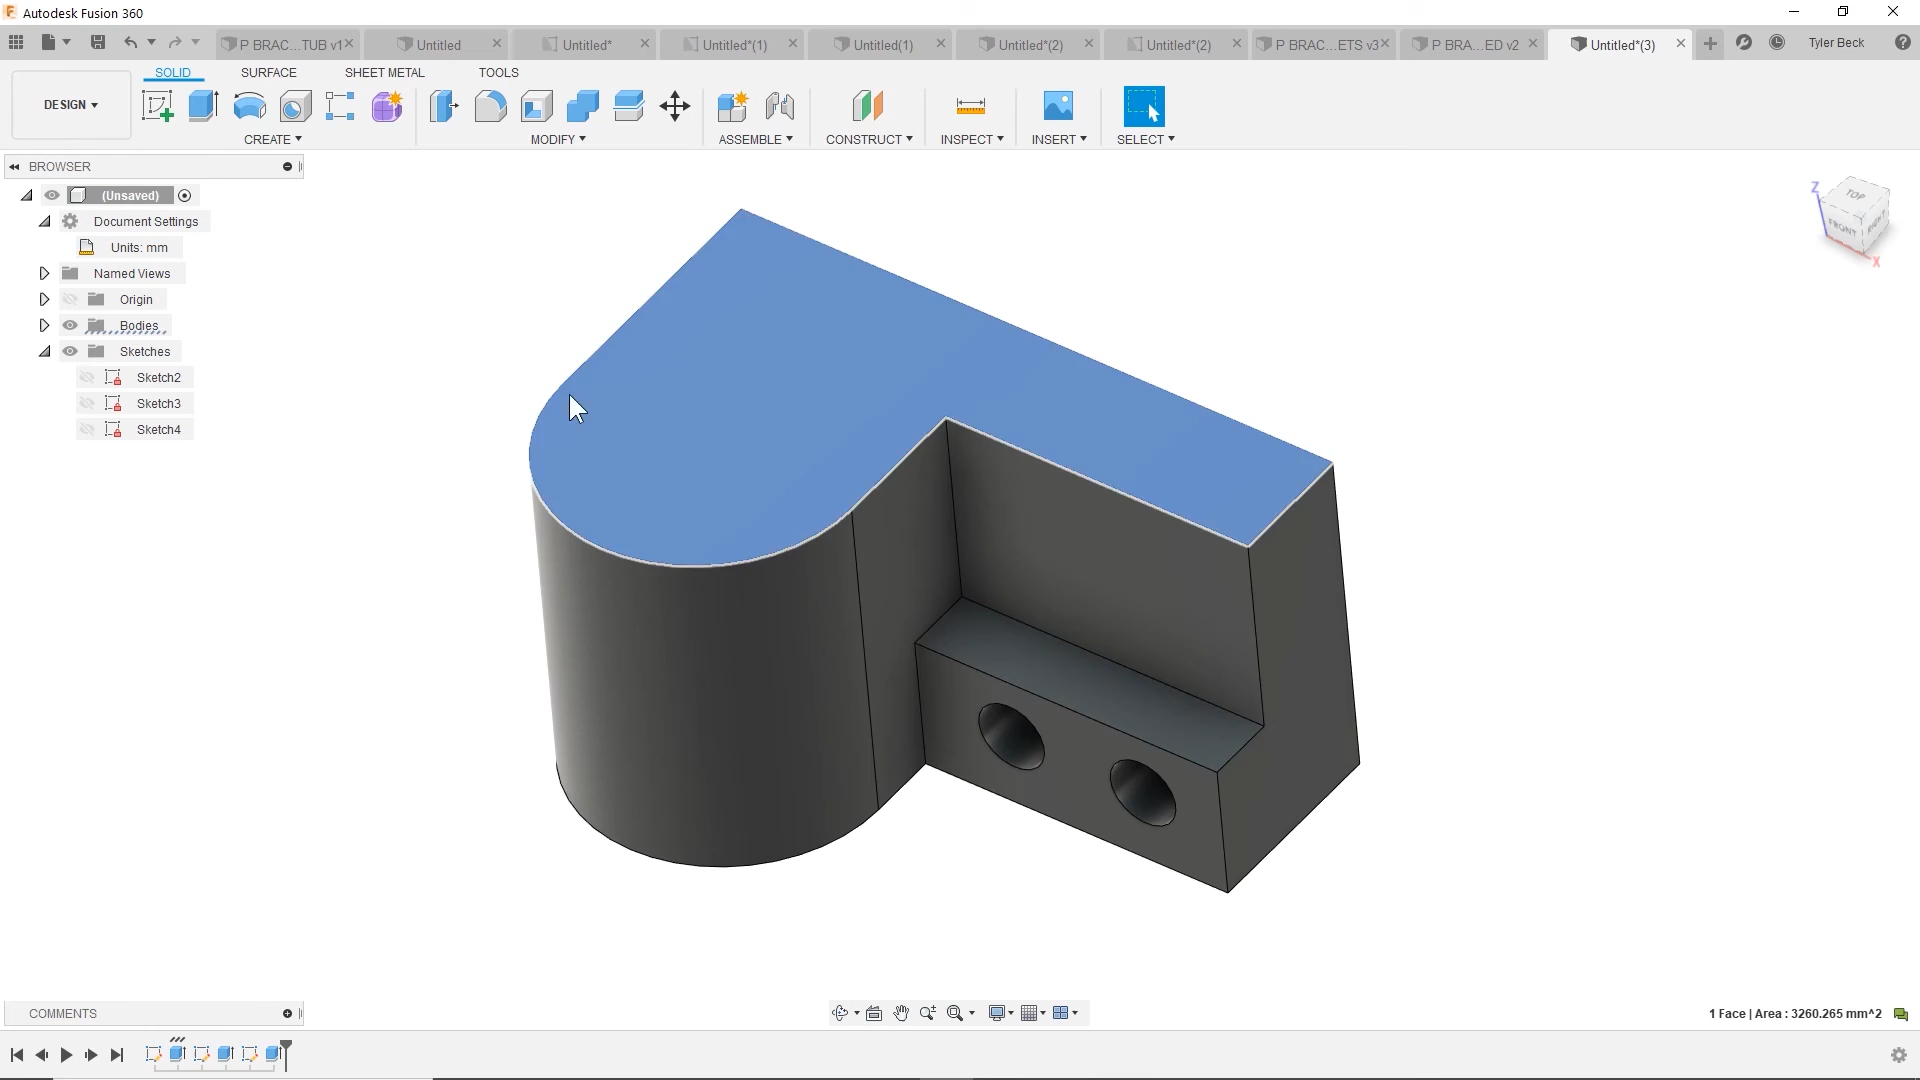 Autodesk Fusion 360
P BRAC...TUB v1
Untitled
Untitled*
Untitled*(1)
Untitled(1)
Untitled*(2)
Untitled*(2)
P BRAC...ETS v3
P BRA...ED v2
Untitled*(3)
Tyler Beck
SOLID
SURFACE
SHEET METAL
TOOLS
DESIGN
CREATE
MODIFY
ASSEMBLE
CONSTRUCT
INSPECT
INSERT
SELECT
BROWSER
(Unsaved)
Document Settings
Units: mm
Named Views
Origin
Bodies
Sketches
Sketch2
Sketch3
Sketch4
Z
TOP
FRONT
RIGHT
X
COMMENTS
1 Face | Area : 3260.265 mm^2